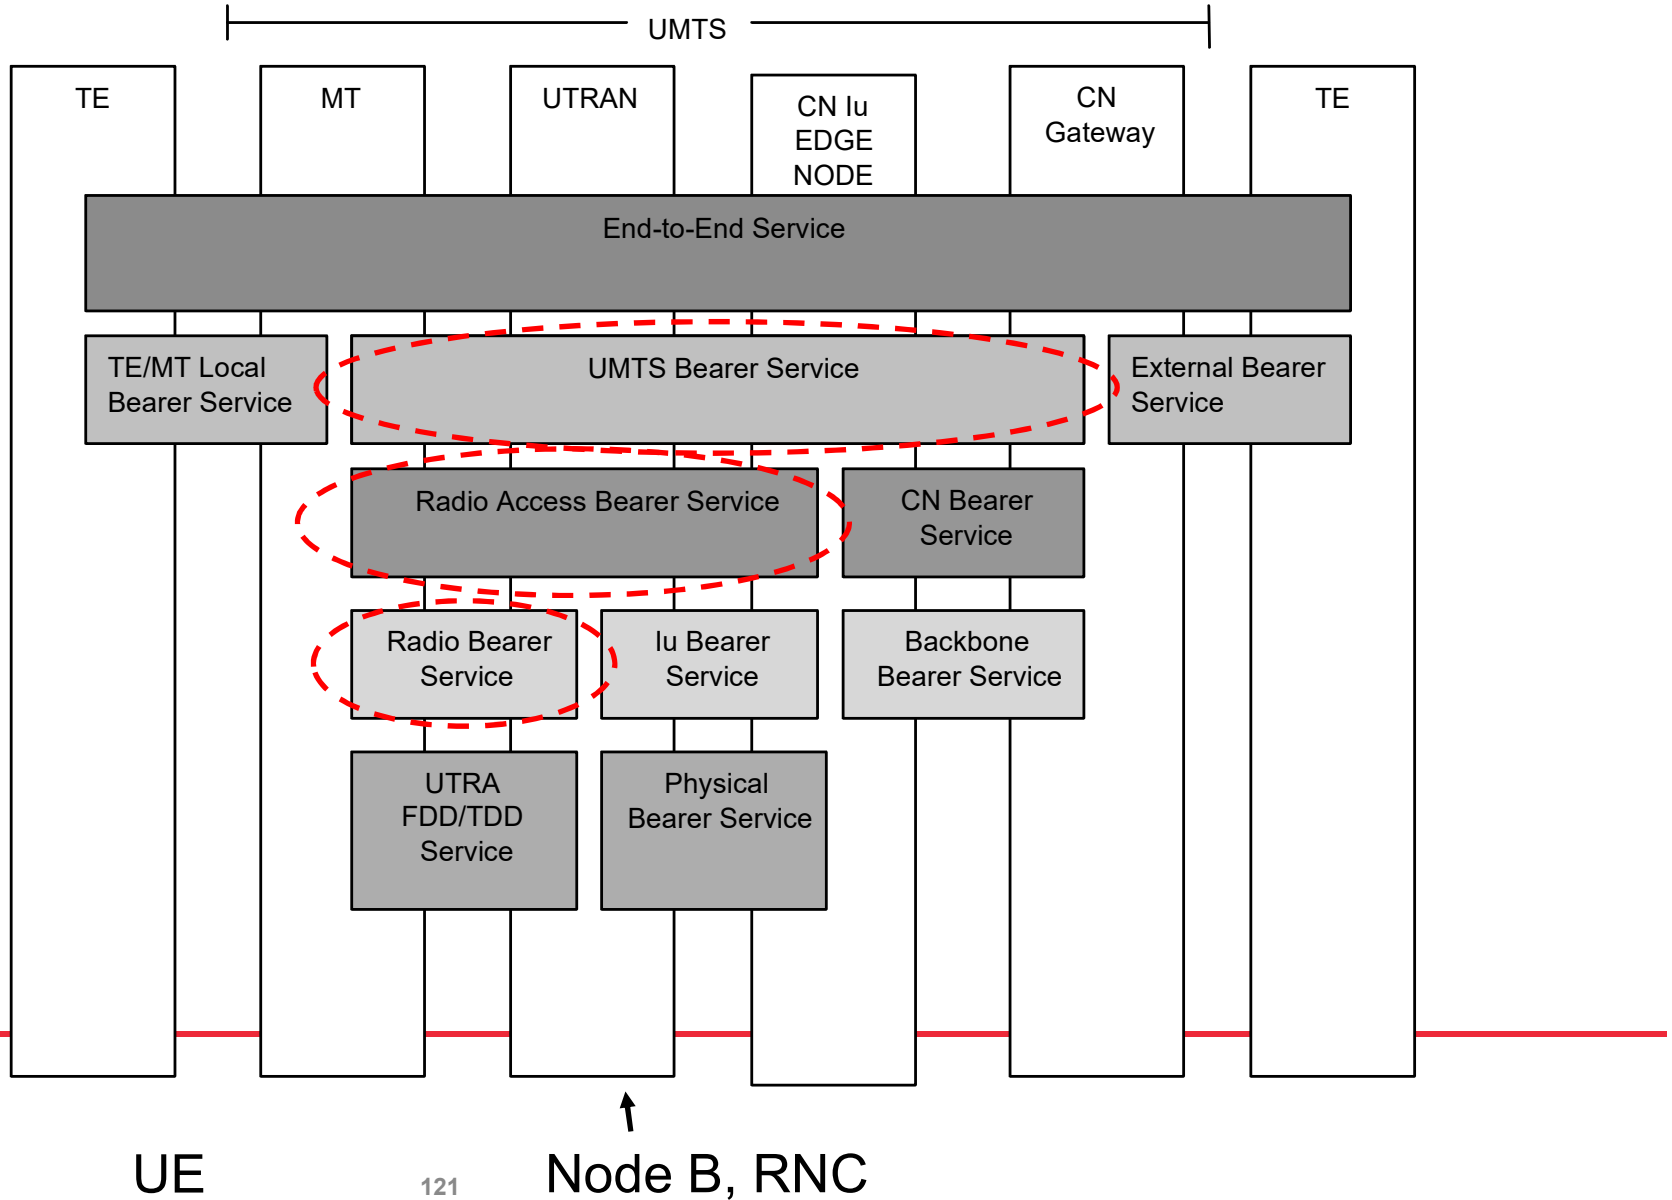 UMTS
TE
MT
UTRAN
CN Iu
EDGE
NODE
CN
Gateway
TE
End-to-End Service
TE/MT Local
Bearer Service
UMTS Bearer Service
External Bearer
Service
Radio Access Bearer Service
CN Bearer
Service
Radio Bearer
Service
Iu Bearer
Service
Backbone
Bearer Service
UTRA
FDD/TDD
Service
Physical
Bearer Service
UE
121
Node B, RNC